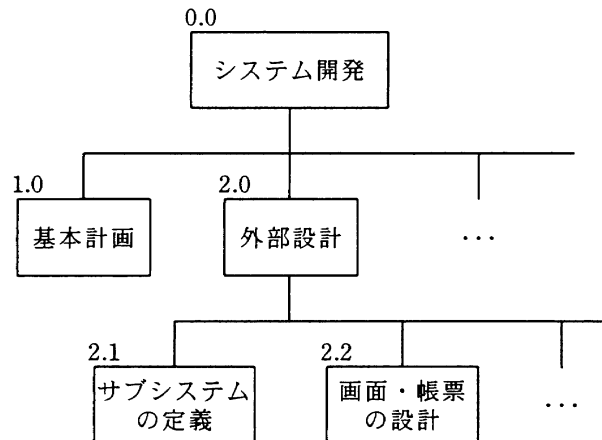 0.0
システム開発
1.0
2.0
基本計画
外部設計
...
2.1
2.2
サブシステム
の定義
画面・帳票
の設計
...